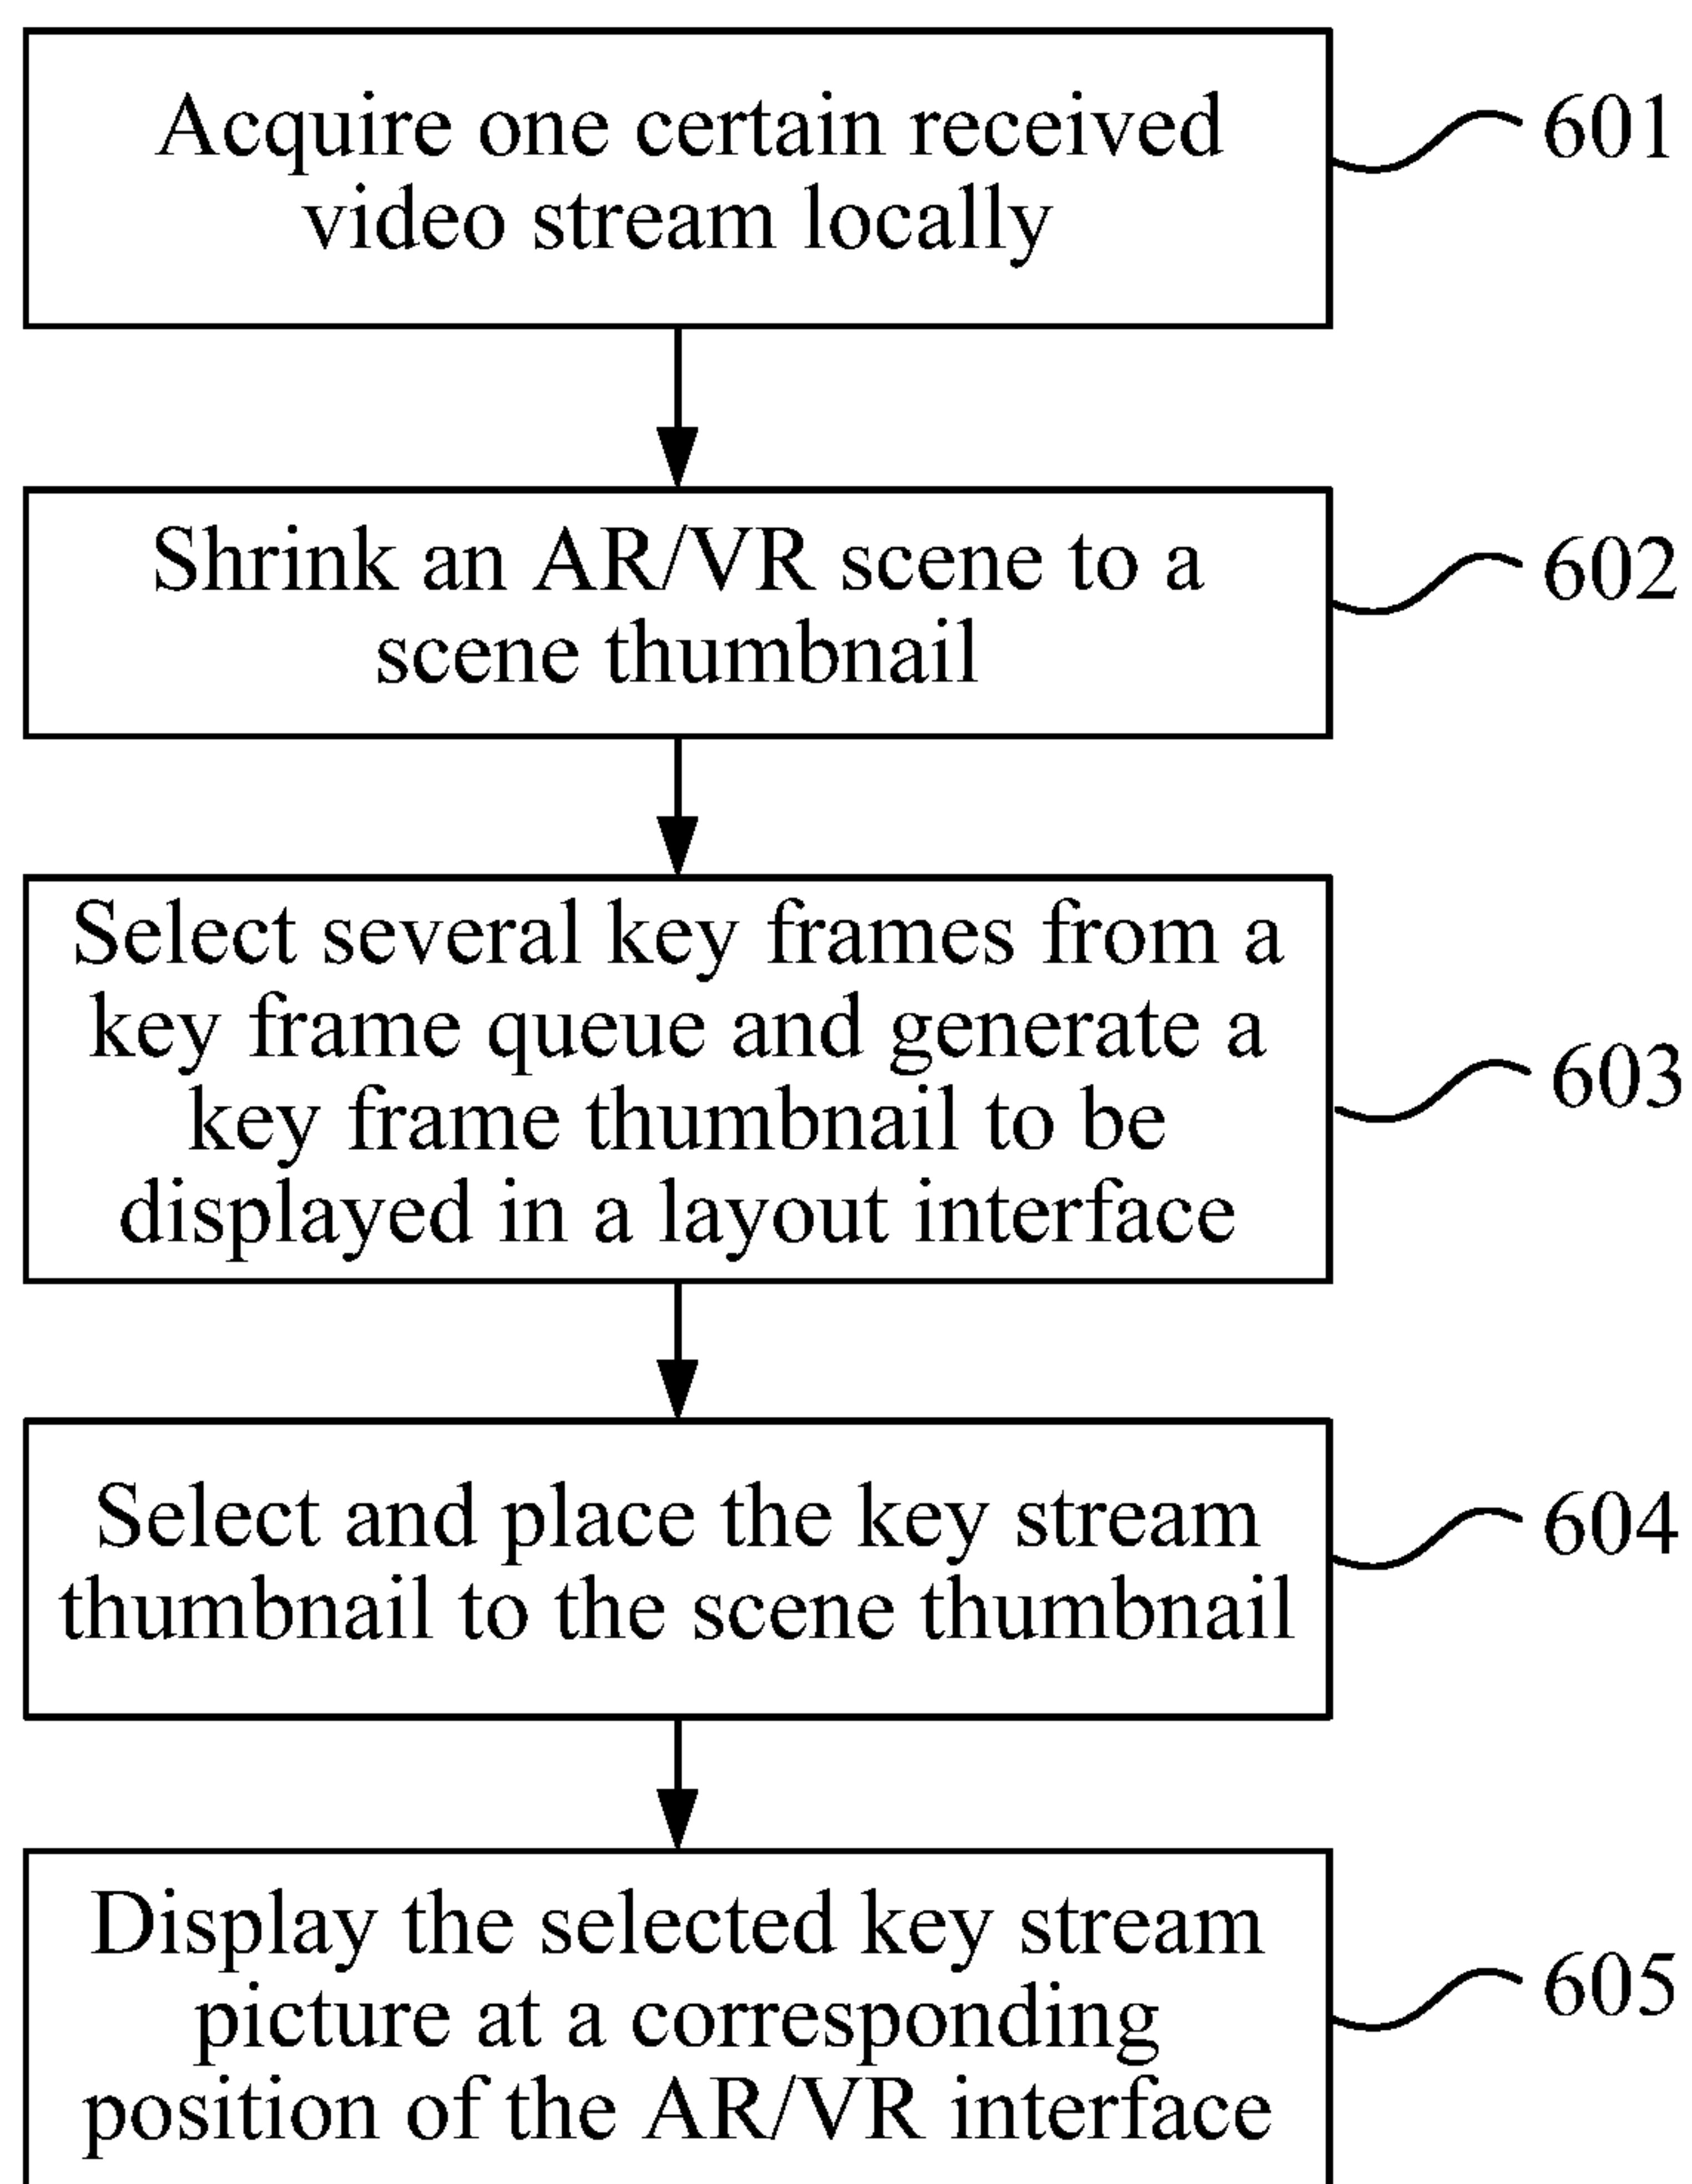 Acquire one certain received
video stream locally
601
Shrink an AR/VR scene to a
scene thumbnail
602
Select several key frames from a
key frame queue and generate a
key frame thumbnail to be
displayed in a layout interface
603
Select and place the key stream
thumbnail to the scene thumbnail
604
Display the selected key stream
picture at a corresponding
position of the AR/VR interface
605